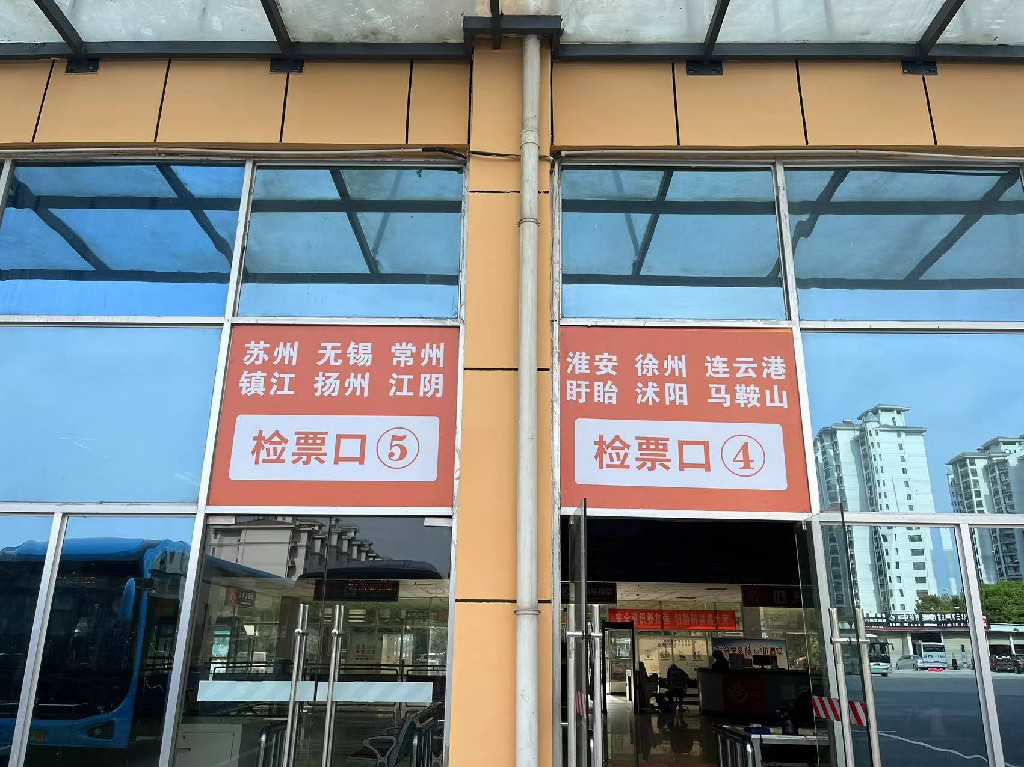 苏州 无锡 常州
镇江 扬州 江阴
检票口⑤
淮安 徐州 连云港
盱眙 沭阳 马鞍山
检票口④